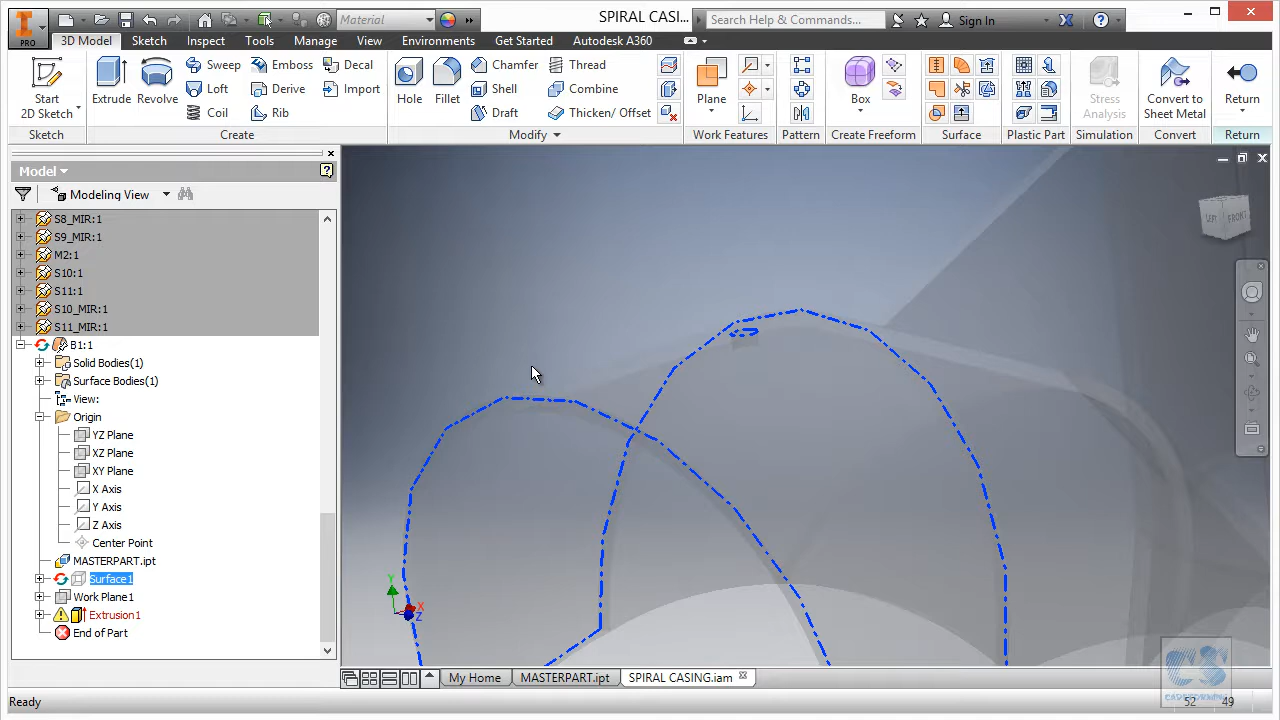 PRO
Material
SPIRAL CASING...
Search Help & Commands...
Sign In
3D Model
Sketch
Inspect
Tools
Manage
View
Environments
Get Started
Autodesk A360
Start
2D Sketch
Sketch
Extrude
Revolve
Sweep
Loft
Coil
Emboss
Derive
Rib
Decal
Import
Create
Hole
Fillet
Chamfer
Shell
Draft
Thread
Combine
Thicken/ Offset
Modify
Plane
Work Features
Pattern
Box
Create Freeform
Surface
Plastic Part
Stress
Analysis
Simulation
Convert to
Sheet Metal
Convert
Return
Return
Model
Modeling View
S8_MIR:1
S9_MIR:1
M2:1
S10:1
S11:1
S10_MIR:1
S11_MIR:1
B1:1
Solid Bodies(1)
Surface Bodies(1)
View:
Origin
YZ Plane
XZ Plane
XY Plane
X Axis
Y Axis
Z Axis
Center Point
MASTERPART.ipt
Surface1
Work Plane1
Extrusion1
End of Part
FRONT
Y
X
Z
My Home
MASTERPART.ipt
SPIRAL CASING.iam
Ready
52
49